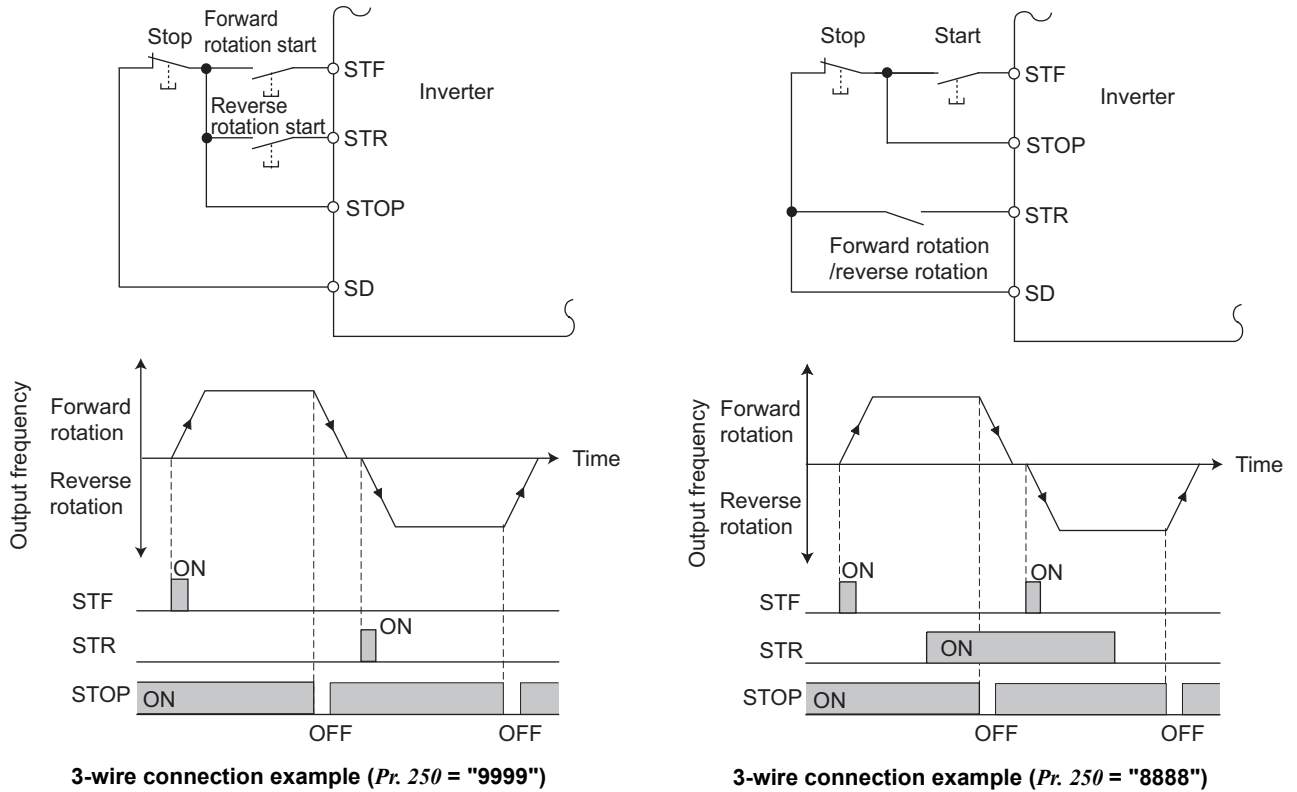 Stop
Forward
rotation start
STF
Inverter
Reverse
rotation start
STR
STOP
SD
Output frequency
Forward
rotation
Reverse
rotation
Time
ON
STF
ON
STR
STOP
ON
OFF
OFF
3-wire connection example (Pr. 250 = "9999")
Stop
Start
STF
Inverter
STOP
STR
Forward rotation
/reverse rotation
SD
Output frequency
Forward
rotation
Reverse
rotation
Time
ON
ON
STF
STR
ON
STOP
ON
OFF
OFF
3-wire connection example (Pr. 250 = "8888")